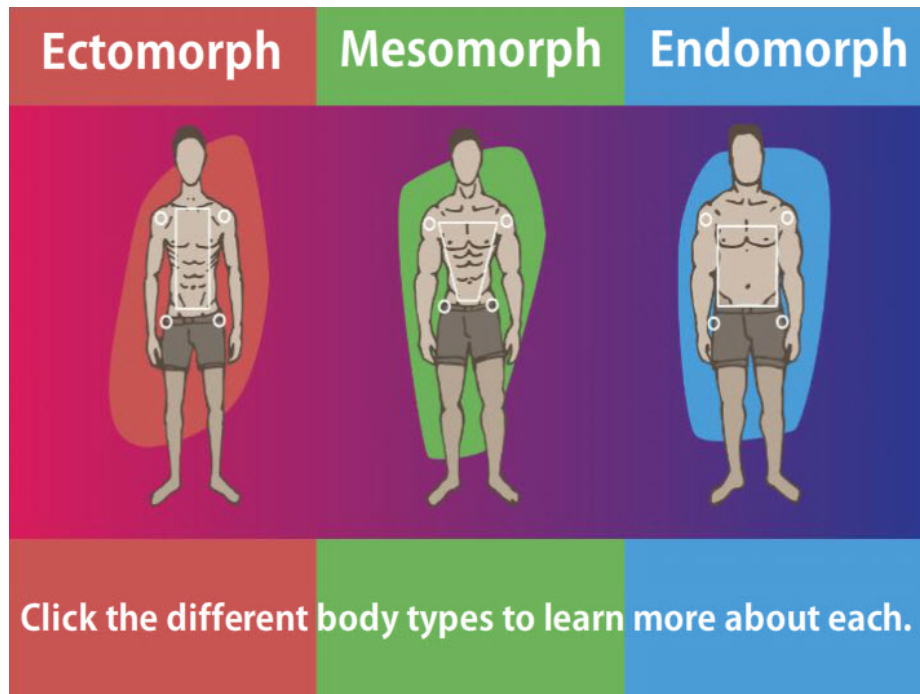 Ectomorph Mesomorph Endomorph
Click the different body types to learn more about each.